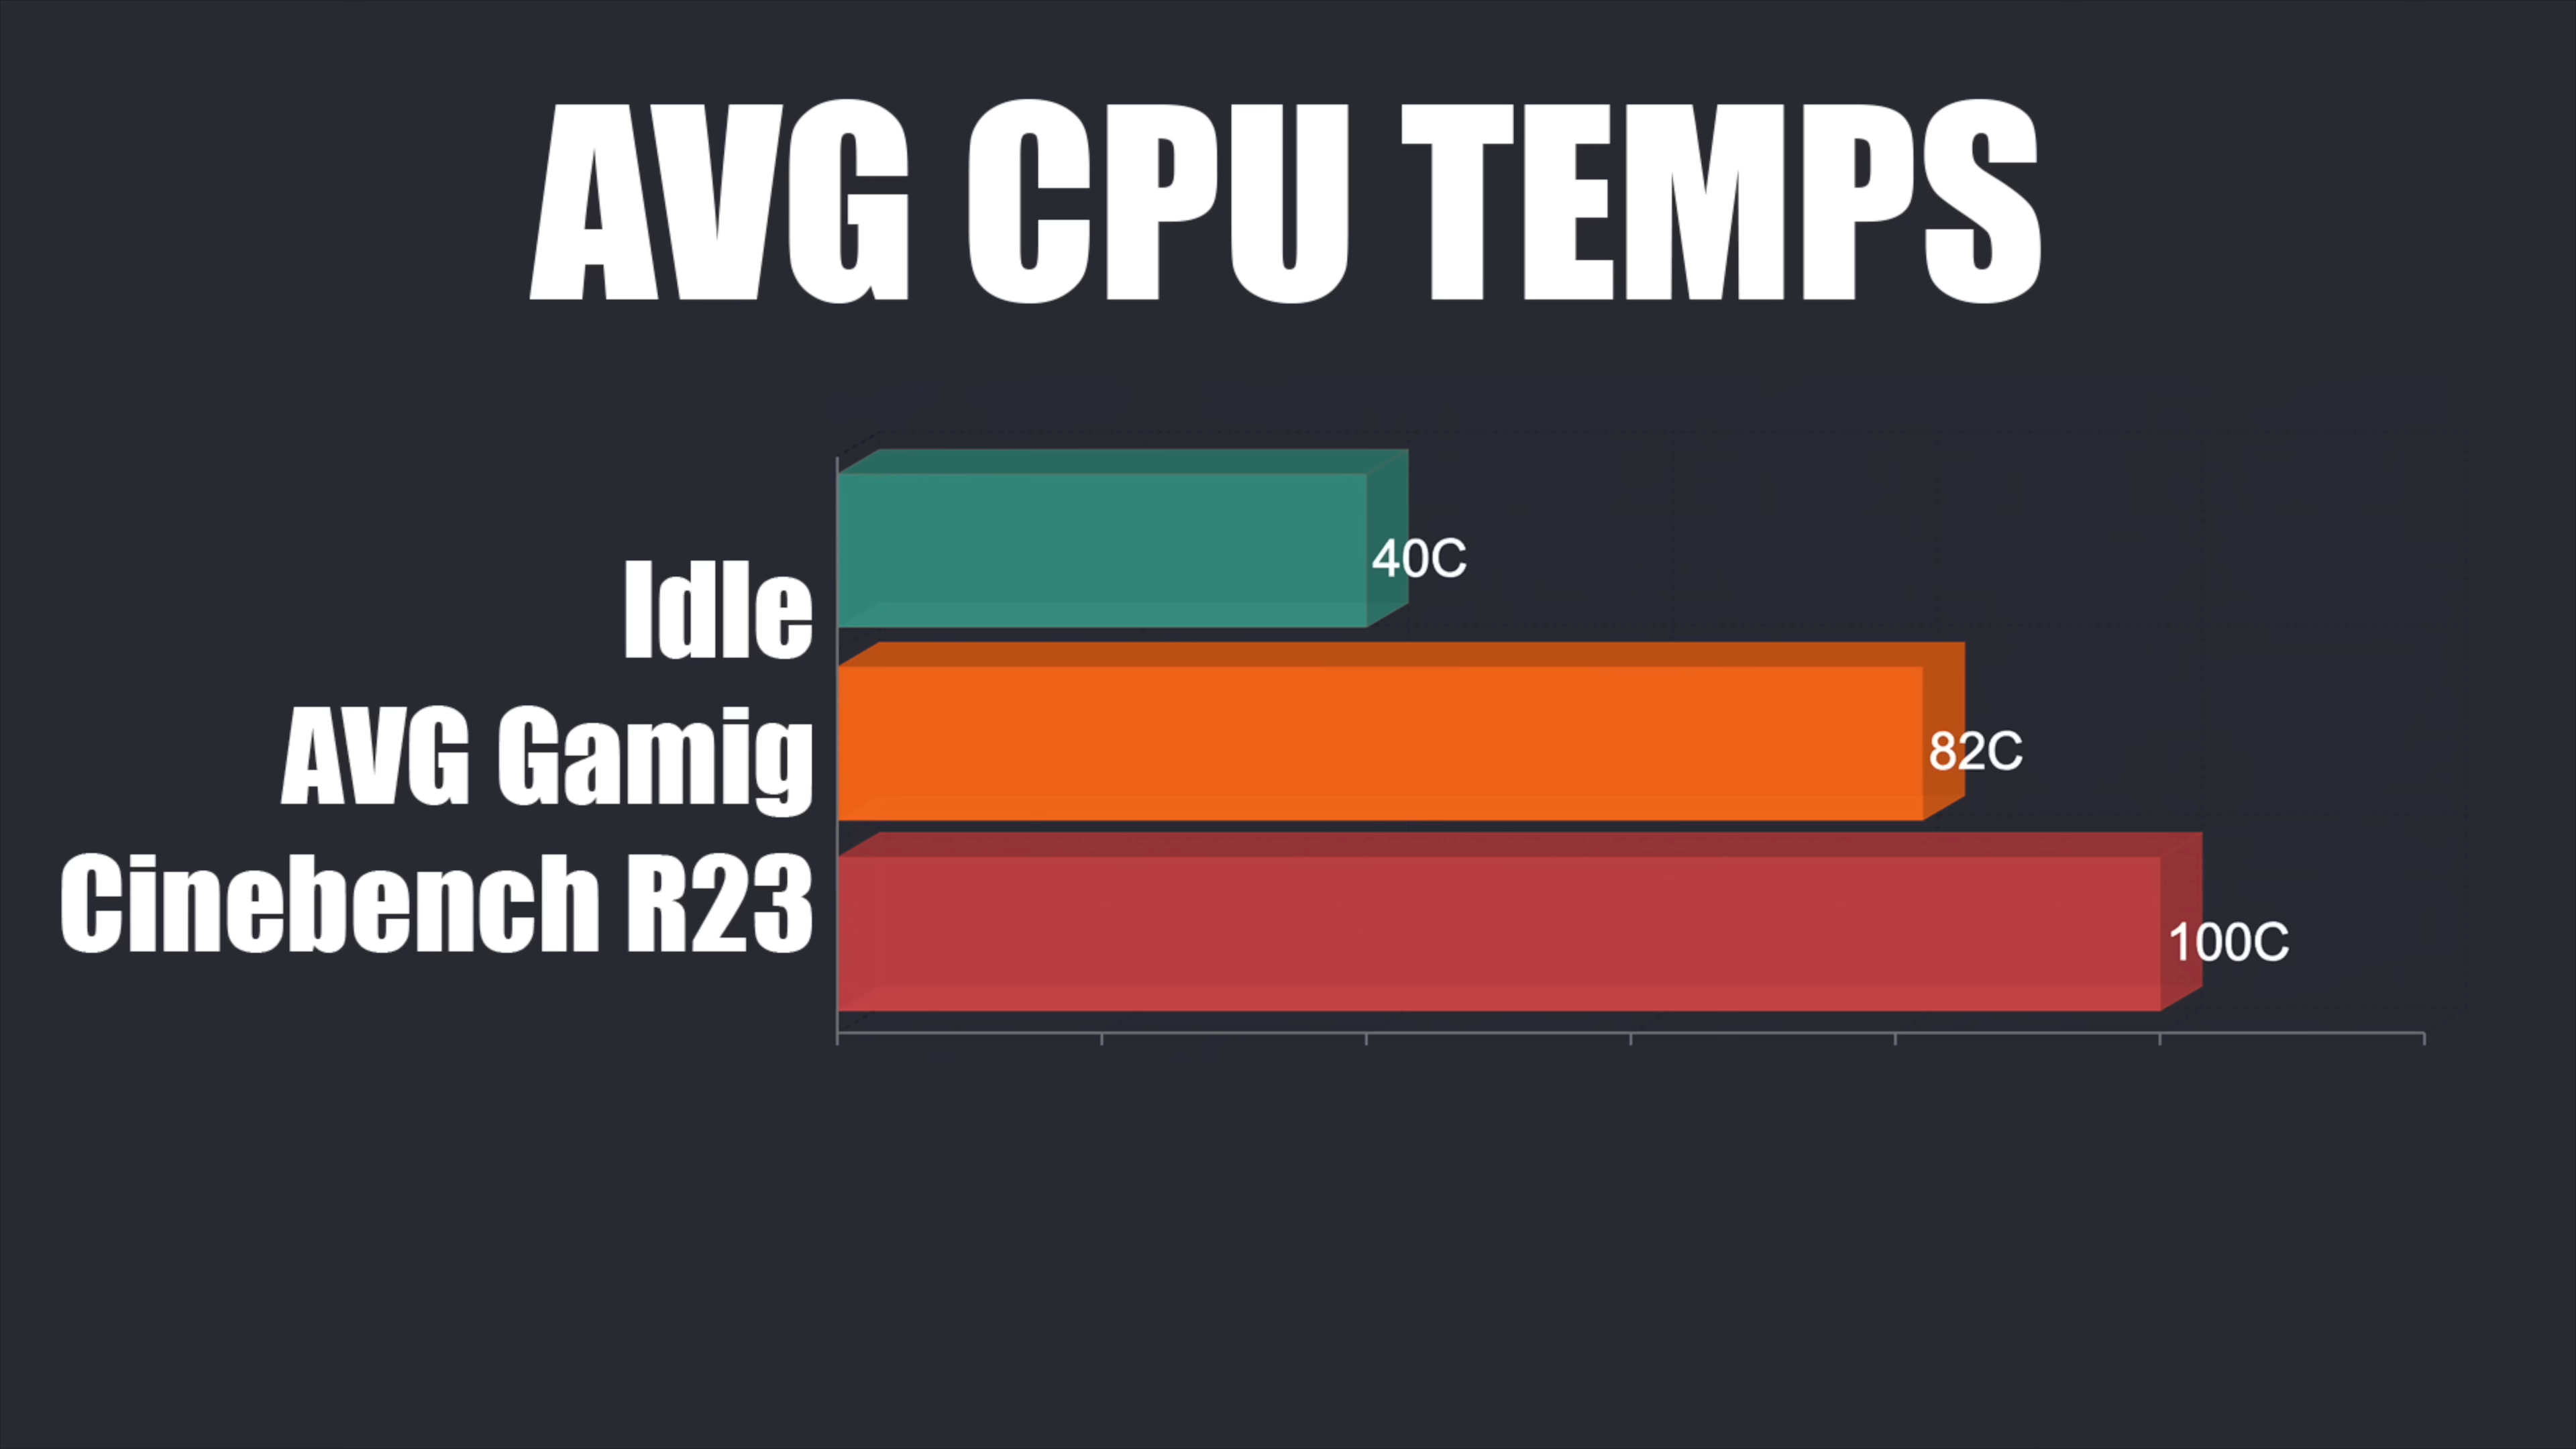 AVG CPU TEMPS
Idle
40C
AVG Gamig
82C
Cinebench R23
100C